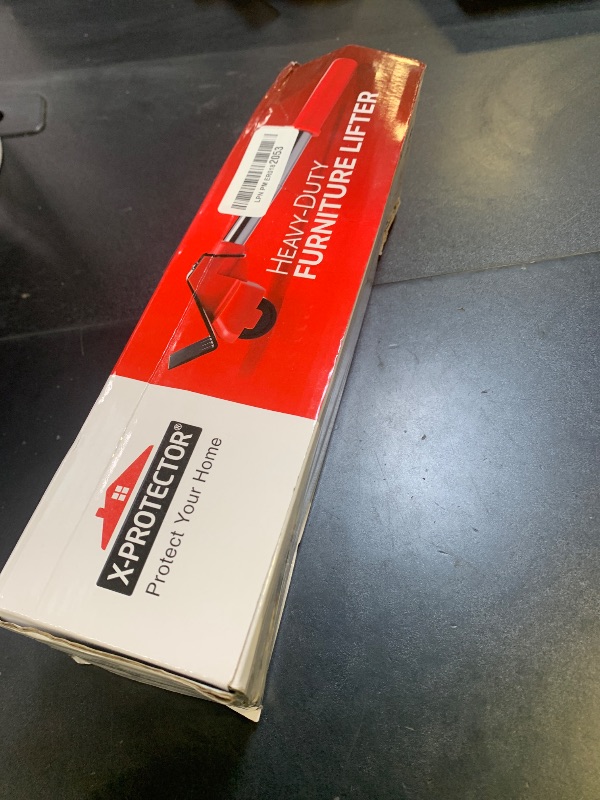 HEAVY-DUTY
FURNITURE LIFTER
X-PROTECTOR®
Protect Your Home